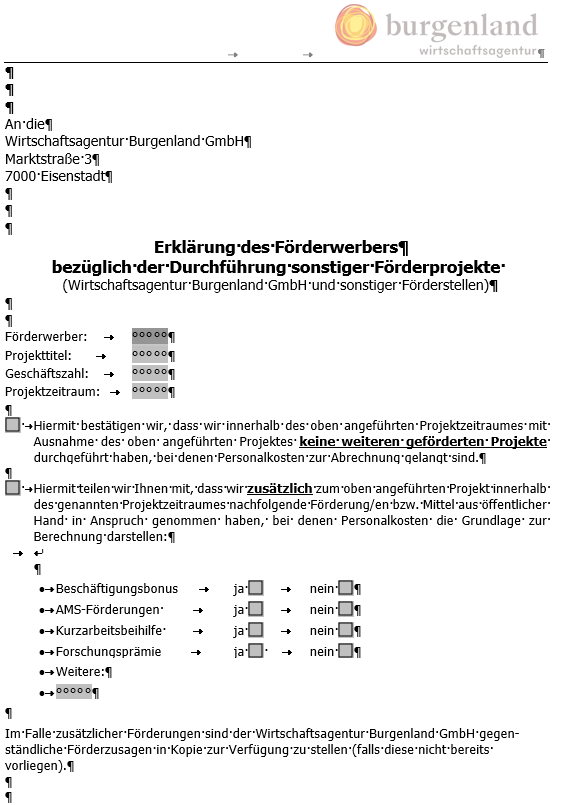 burgenland
wirtschaftsagentur
An die
Wirtschaftsagentur Burgenland GmbH
Marktstraße 3
7000 Eisenstadt
Erklärung des Förderwerbers
bezüglich der Durchführung sonstiger Förderprojekte
(Wirtschaftsagentur Burgenland GmbH und sonstiger Förderstellen)
Förderwerber:
Projekttitel:
Geschäftszahl:
Projektzeitraum:
Hiermit bestätigen wir, dass wir innerhalb des oben angeführten Projektzeitraumes mit
Ausnahme des oben angeführten Projektes keine weiteren geförderten Projekte
durchgeführt haben, bei denen Personalkosten zur Abrechnung gelangt sind.
Hiermit teilen wir Ihnen mit, dass wir zusätzlich zum oben angeführten Projekt innerhalb
des genannten Projektzeitraumes nachfolgende Förderung/en bzw. Mittel aus öffentlicher
Hand in Anspruch genommen haben, bei denen Personalkosten die Grundlage zur
Berechnung darstellen:
• Beschäftigungsbonus ja nein
• AMS-Förderungen ja nein
• Kurzarbeitsbeihilfe ja nein
• Forschungsprämie ja nein
• Weitere:
•
Im Falle zusätzlicher Förderungen sind der Wirtschaftsagentur Burgenland GmbH gegen-
ständliche Förderzusagen in Kopie zur Verfügung zu stellen (falls diese nicht bereits
vorliegen).